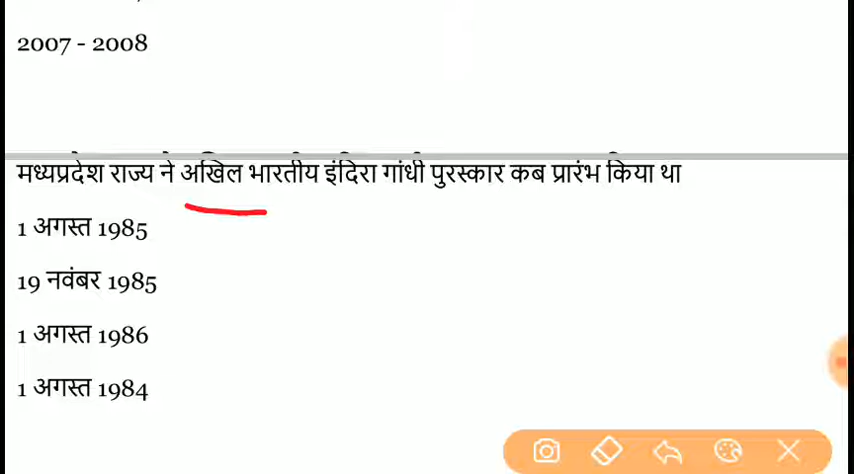 2007 - 2008
मध्यप्रदेश राज्य ने अखिल भारतीय इंदिरा गांधी पुरस्कार कब प्रारंभ किया था
1 अगस्त 1985
19 नवंबर 1985
1 अगस्त 1986
1 अगस्त 1984